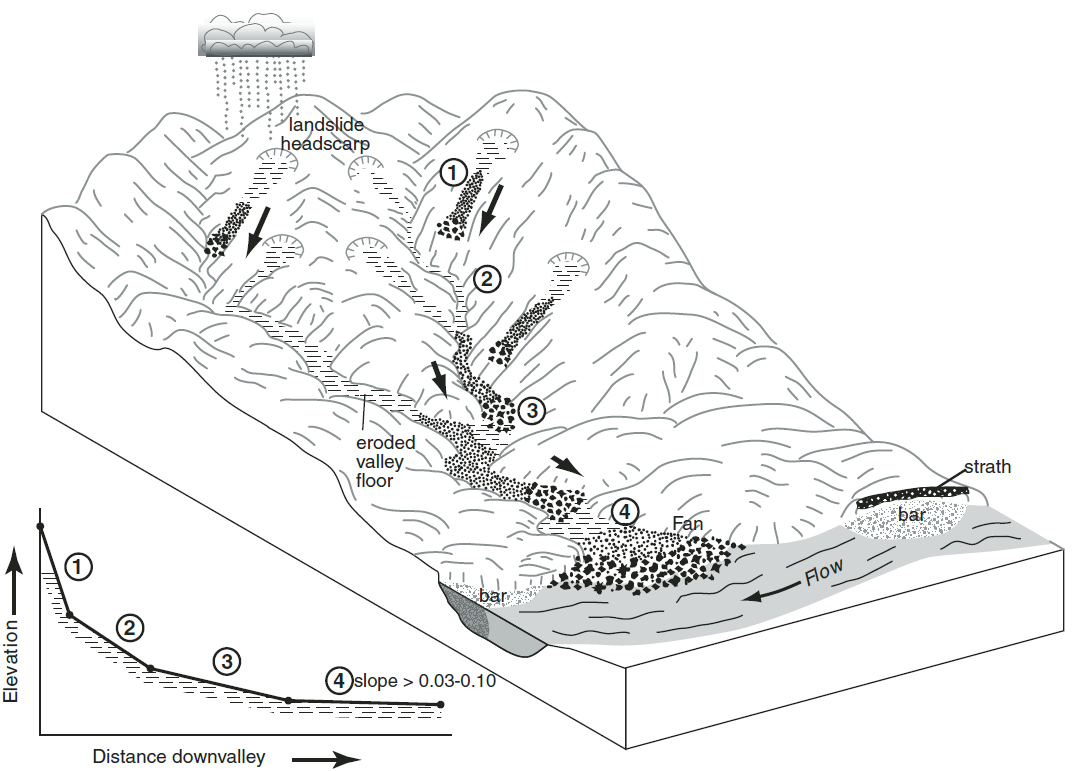 landslide
headscarp
1
2
3
eroded
valley
floor
strath
4
Fan
bar
Flow
bar
1
2
3
4 slope > 0.03-0.10
Elevation
Distance downvalley